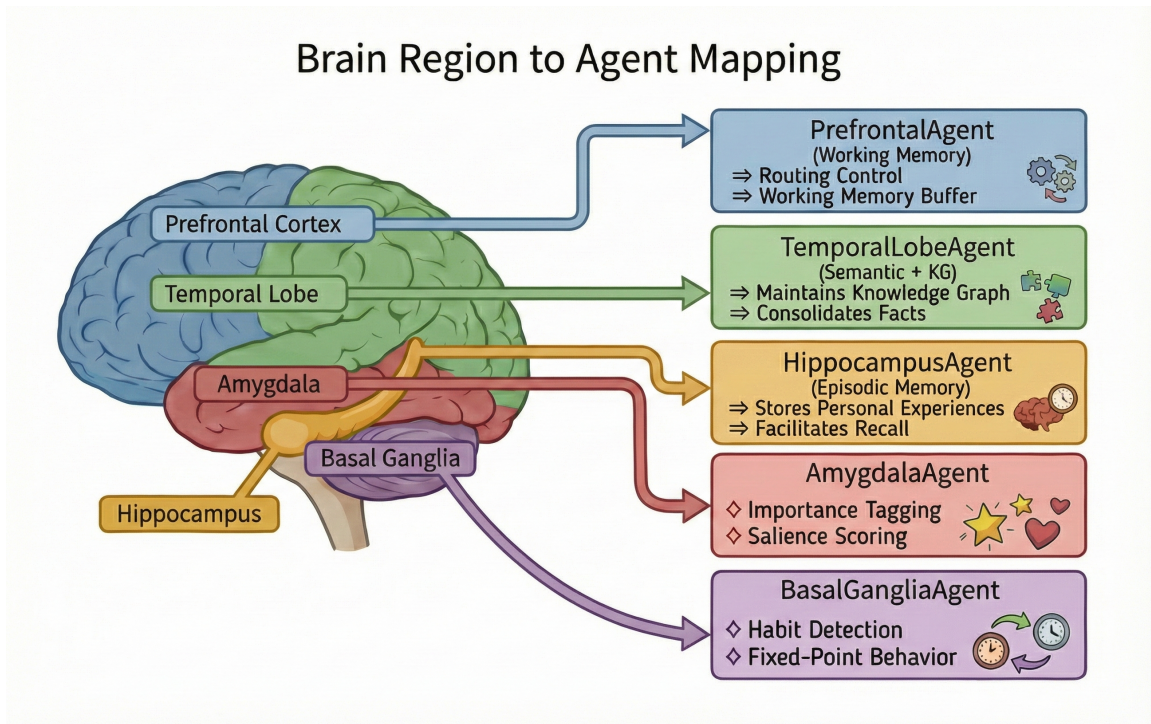 Brain Region to Agent Mapping
Prefrontal Cortex
Temporal Lobe
Amygdala
Basal Ganglia
Hippocampus
PrefrontalAgent
(Working Memory)
⇒ Routing Control
⇒ Working Memory Buffer
TemporalLobeAgent
(Semantic + KG)
⇒ Maintains Knowledge Graph
⇒ Consolidates Facts
HippocampusAgent
(Episodic Memory)
⇒ Stores Personal Experiences
⇒ Facilitates Recall
AmygdalaAgent
◇ Importance Tagging
◇ Salience Scoring
BasalGangliaAgent
◇ Habit Detection
◇ Fixed-Point Behavior